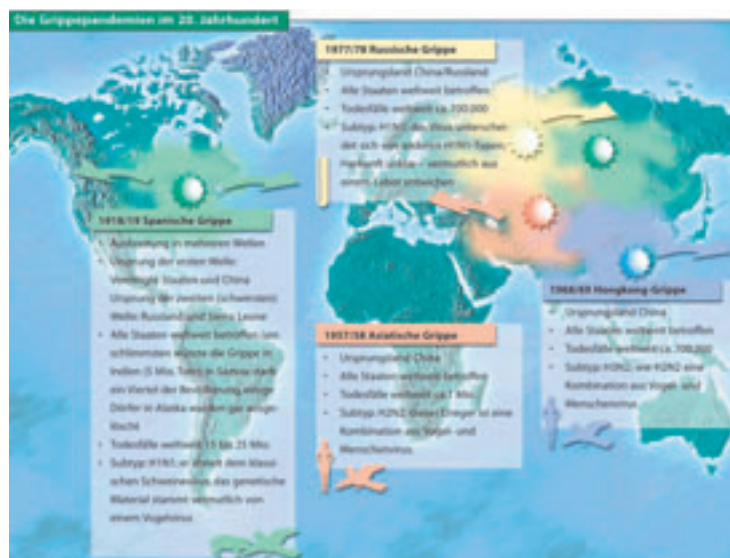 Die Grippepandemien im 20. Jahrhundert
1977/78 Russische Grippe
• Ursprungsland China/Russland
• Alle Staaten weltweit betroffen
• Todesfälle weltweit ca. 700.000
• Subtyp: H1N1; das Virus unterschei-
det sich von anderen H1N1-Typen,
Herkunft unklar – vermutlich aus
einem Labor entwichen
1918/19 Spanische Grippe
• Ausbreitung in mehreren Wellen
• Ursprung der ersten Welle:
Vereinigte Staaten und China
Ursprung der zweiten (schwersten)
Welle: Russland und Sierra Leone
• Alle Staaten weltweit betroffen (am
schlimmsten wütete die Grippe in
Indien (5 Mio. Tote), in Samoa starb
ein Viertel der Bevölkerung, einige
Dörfer in Alaska wurden gar ausge-
löscht)
• Todesfälle weltweit 15 bis 25 Mio.
• Subtyp: H1N1; er ähnelt dem klassi-
schen Schweinevirus, das genetische
Material stammt vermutlich von
einem Vogelvirus
1957/58 Asiatische Grippe
• Ursprungsland China
• Alle Staaten weltweit betroffen
• Todesfälle weltweit ca. 1 Mio.
• Subtyp: H2N2; dieser Erreger ist eine
Kombination aus Vogel- und
Menschenvirus
1968/69 Hongkong-Grippe
• Ursprungsland China
• Alle Staaten weltweit betroffen
• Todesfälle weltweit ca. 700.000
• Subtyp: H3N2; wie H2N2 eine
Kombination aus Vogel- und
Menschenvirus